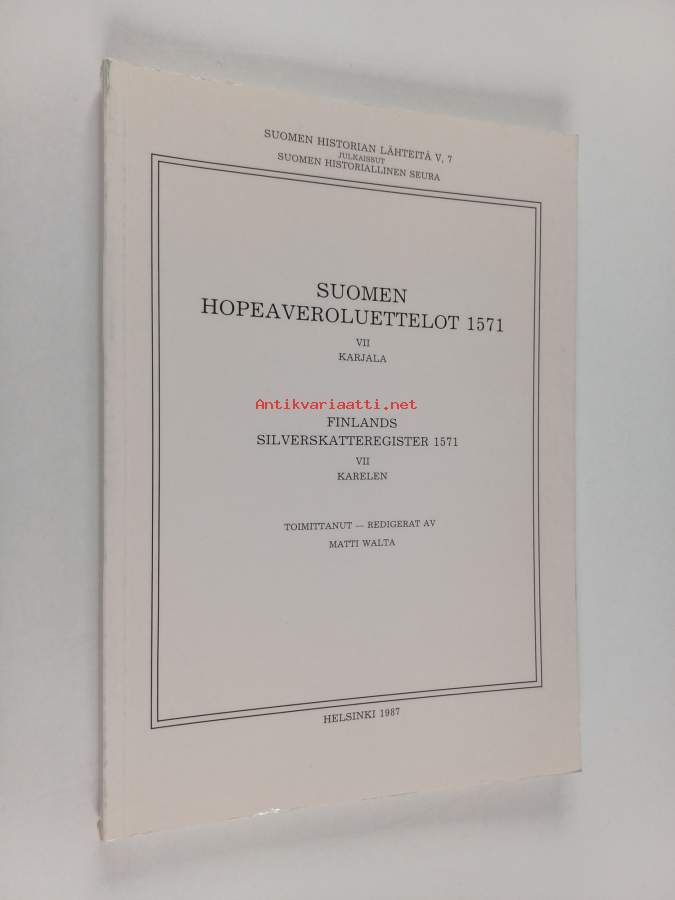 SUOMEN HISTORIAN LÄHTEITÄ V, 7
JULKAISSUT
SUOMEN HISTORIALLINEN SEURA
SUOMEN
HOPEAVEROLUETTELOT 1571
VII
KARJALA
Antikvariaatti.net
FINLANDS
SILVERSKATTEREGISTER 1571
VII
KARELEN
TOIMITTANUT — REDIGERAT AV
MATTI WALTA
HELSINKI 1987